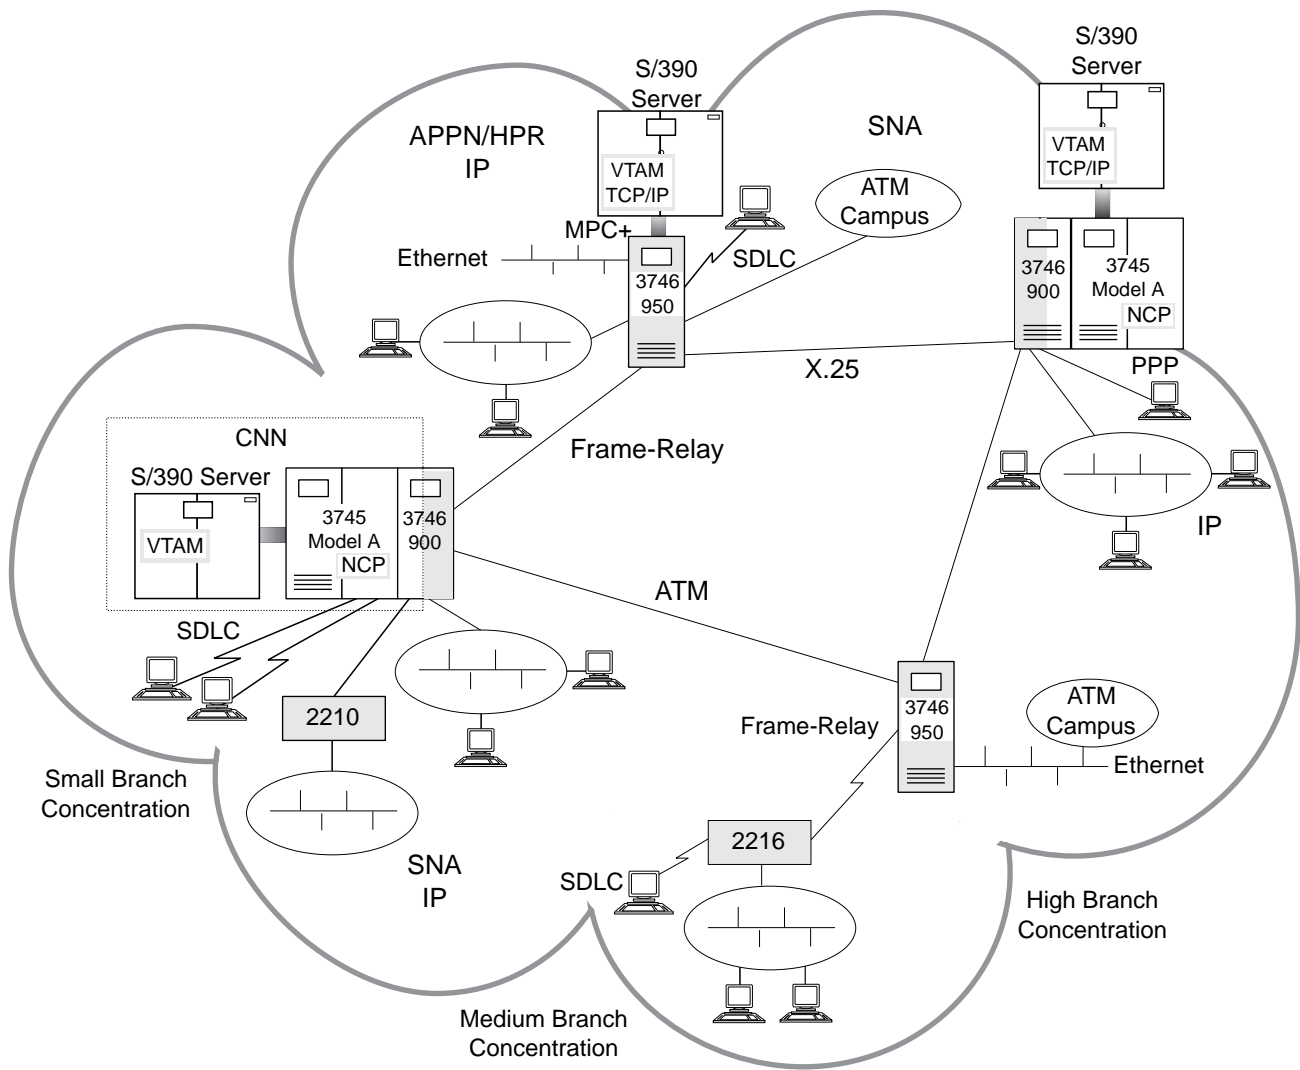 S/390
Server
S/390
Server
APPN/HPR
IP
SNA
VTAM
TCP/IP
VTAM
TCP/IP
ATM
Campus
MPC+
Ethernet
SDLC
3746
950
3746
900
3745
Model A
NCP
X.25
PPP
CNN
Frame-Relay
S/390 Server
VTAM
3745
Model A
NCP
3746
900
IP
ATM
SDLC
2210
Frame-Relay
3746
950
ATM
Campus
Ethernet
Small Branch
Concentration
2216
SNA
IP
SDLC
High Branch
Concentration
Medium Branch
Concentration